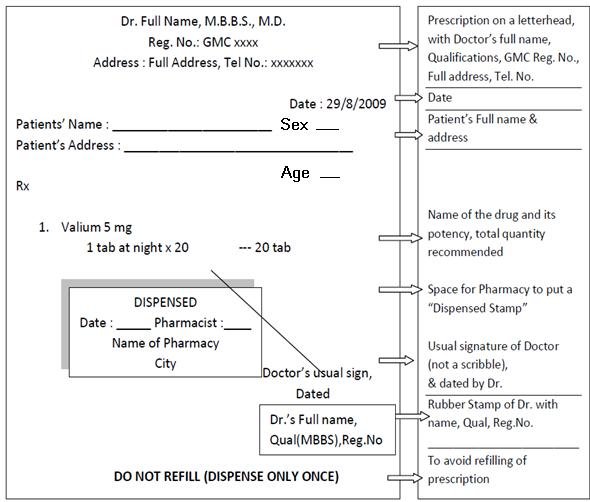 Dr. Full Name, M.B.B.S., M.D.
Reg. No.: GMC xxxx
Address : Full Address, Tel No.: xxxxxxx
Date : 29/8/2009
Patients' Name : ______________________ Sex ___
Patient's Address : ________________________________
Age ___
Rx
1. Valium 5 mg
1 tab at night x 20 --- 20 tab
DISPENSED
Date : _____ Pharmacist :____
Name of Pharmacy
City
Doctor's usual sign,
Dated
Dr.'s Full name,
Qual(MBBS),Reg.No
DO NOT REFILL (DISPENSE ONLY ONCE)
Prescription on a letterhead,
with Doctor's full name,
Qualifications, GMC Reg. No.,
Full address, Tel. No.
Date
Patient's Full name &
address
Name of the drug and its
potency, total quantity
recommended
Space for Pharmacy to put a
"Dispensed Stamp"
Usual signature of Doctor
(not a scribble),
& dated by Dr.
Rubber Stamp of Dr. with
name, Qual, Reg.No.
To avoid refilling of
prescription